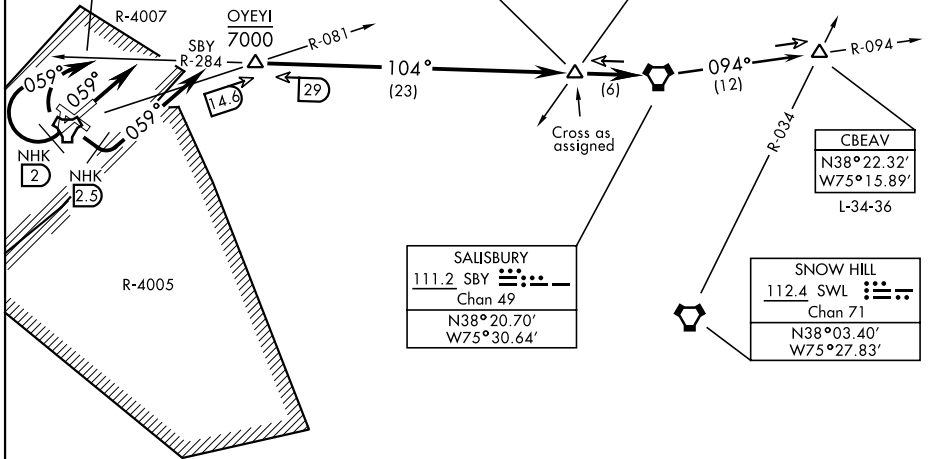 R-4007
OYEYI
7000
R-081
SBY
R-284
059°
059°
059°
14.6
29
104°
(23)
(6)
094°
(12)
R-094
R-034
NHK
2
NHK
2.5
Cross as
assigned
CBEAV
N38°22.32'
W75°15.89'
L-34-36
R-4005
SALISBURY
111.2 SBY
Chan 49
N38°20.70'
W75°30.64'
SNOW HILL
112.4 SWL
Chan 71
N38°03.40'
W75°27.83'